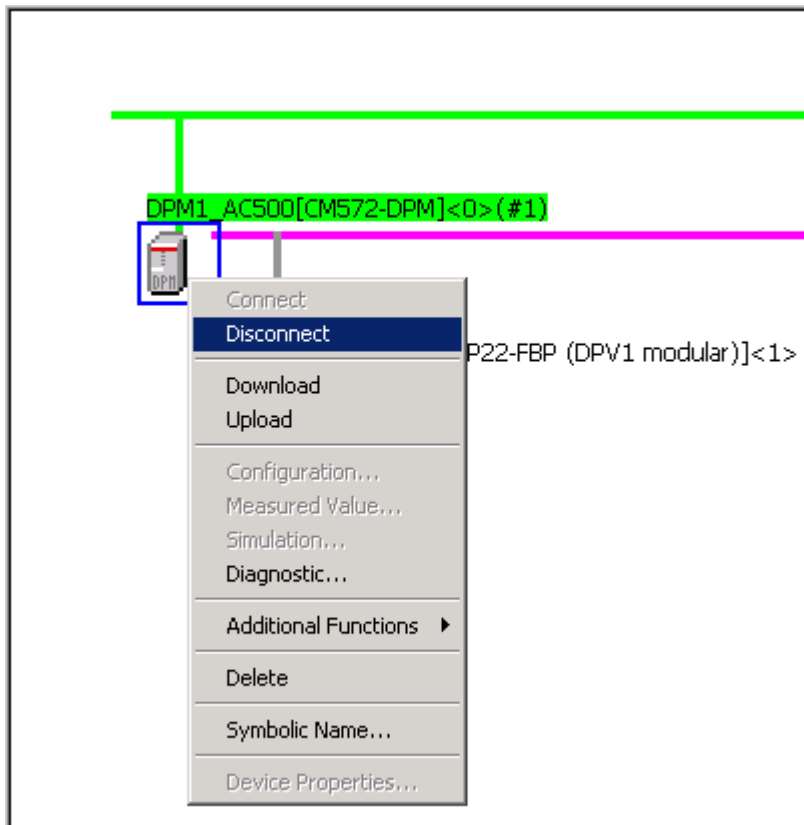 DPM1_AC500[CM572-DPM]<0>(#1)
DPM
Connect
Disconnect
P22-FBP (DPV1 modular)]<1>
Download
Upload
Configuration...
Measured Value...
Simulation...
Diagnostic...
Additional Functions
Delete
Symbolic Name...
Device Properties...